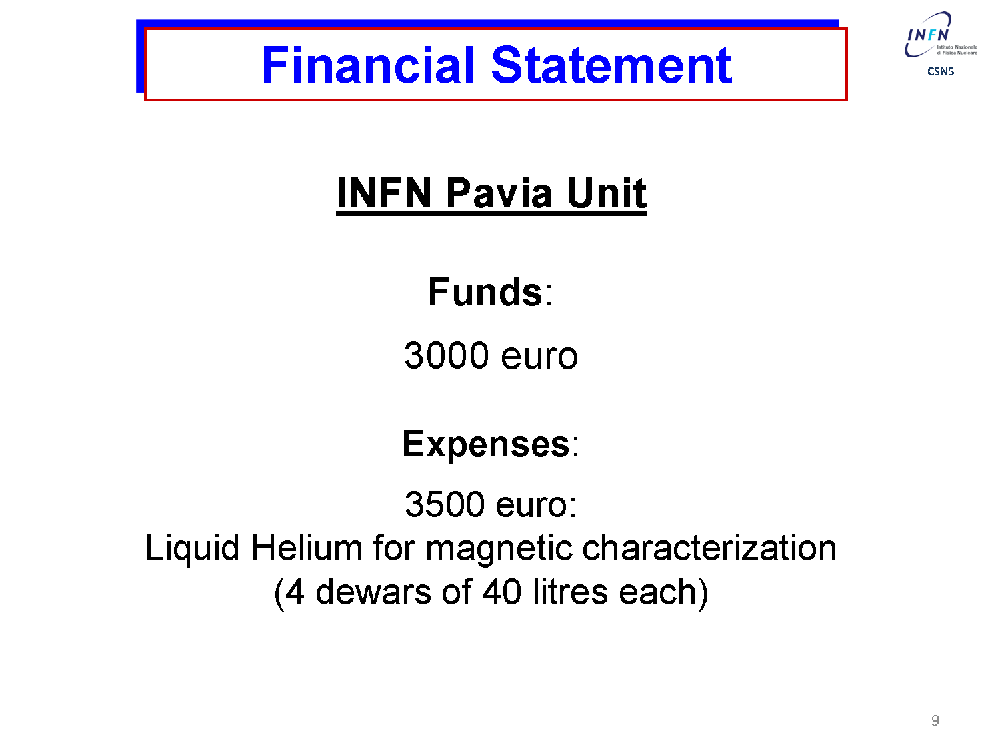 Financial Statement
INFN
Istituto Nazionale
di Fisica Nucleare
CSN5
INFN Pavia Unit
Funds:
3000 euro
Expenses:
3500 euro:
Liquid Helium for magnetic characterization
(4 dewars of 40 litres each)
9